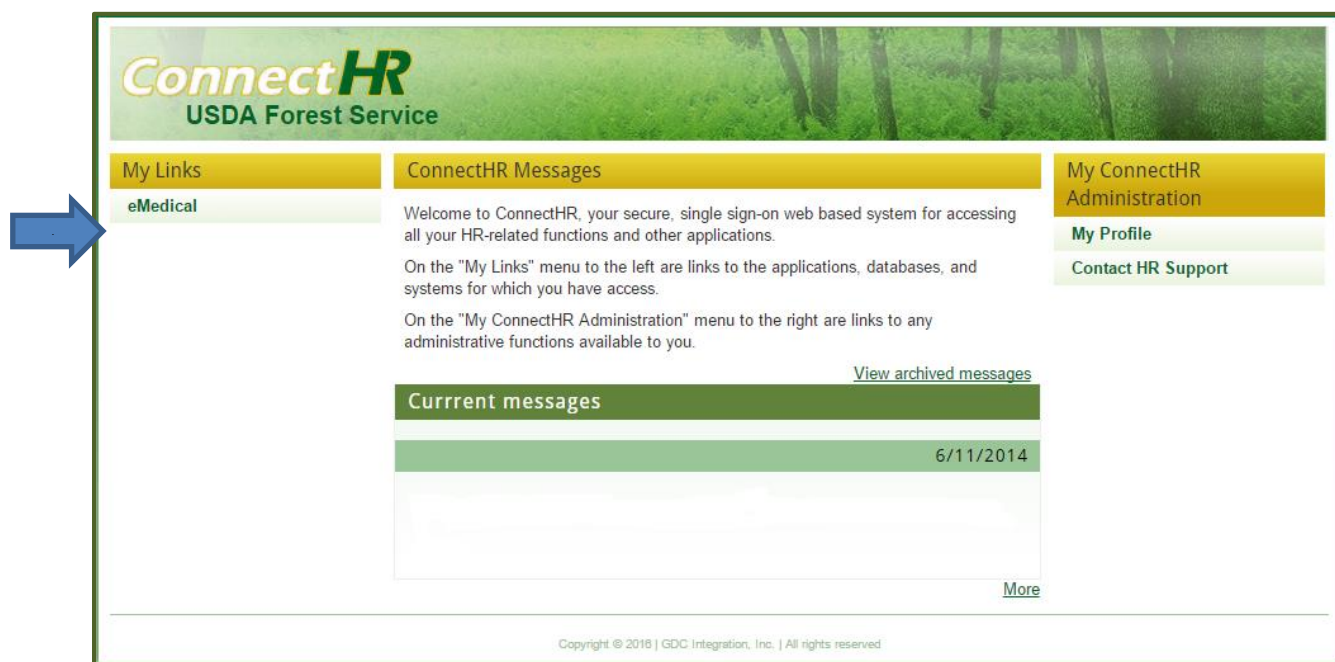 ConnectHR
USDA Forest Service
My Links
eMedical
ConnectHR Messages
Welcome to ConnectHR, your secure, single sign-on web based system for accessing
all your HR-related functions and other applications.
On the "My Links" menu to the left are links to the applications, databases, and
systems for which you have access.
On the "My ConnectHR Administration" menu to the right are links to any
administrative functions available to you.
View archived messages
Currrent messages
6/11/2014
More
My ConnectHR
Administration
My Profile
Contact HR Support
Copyright © 2016 | GDC Integration, Inc. | All rights reserved